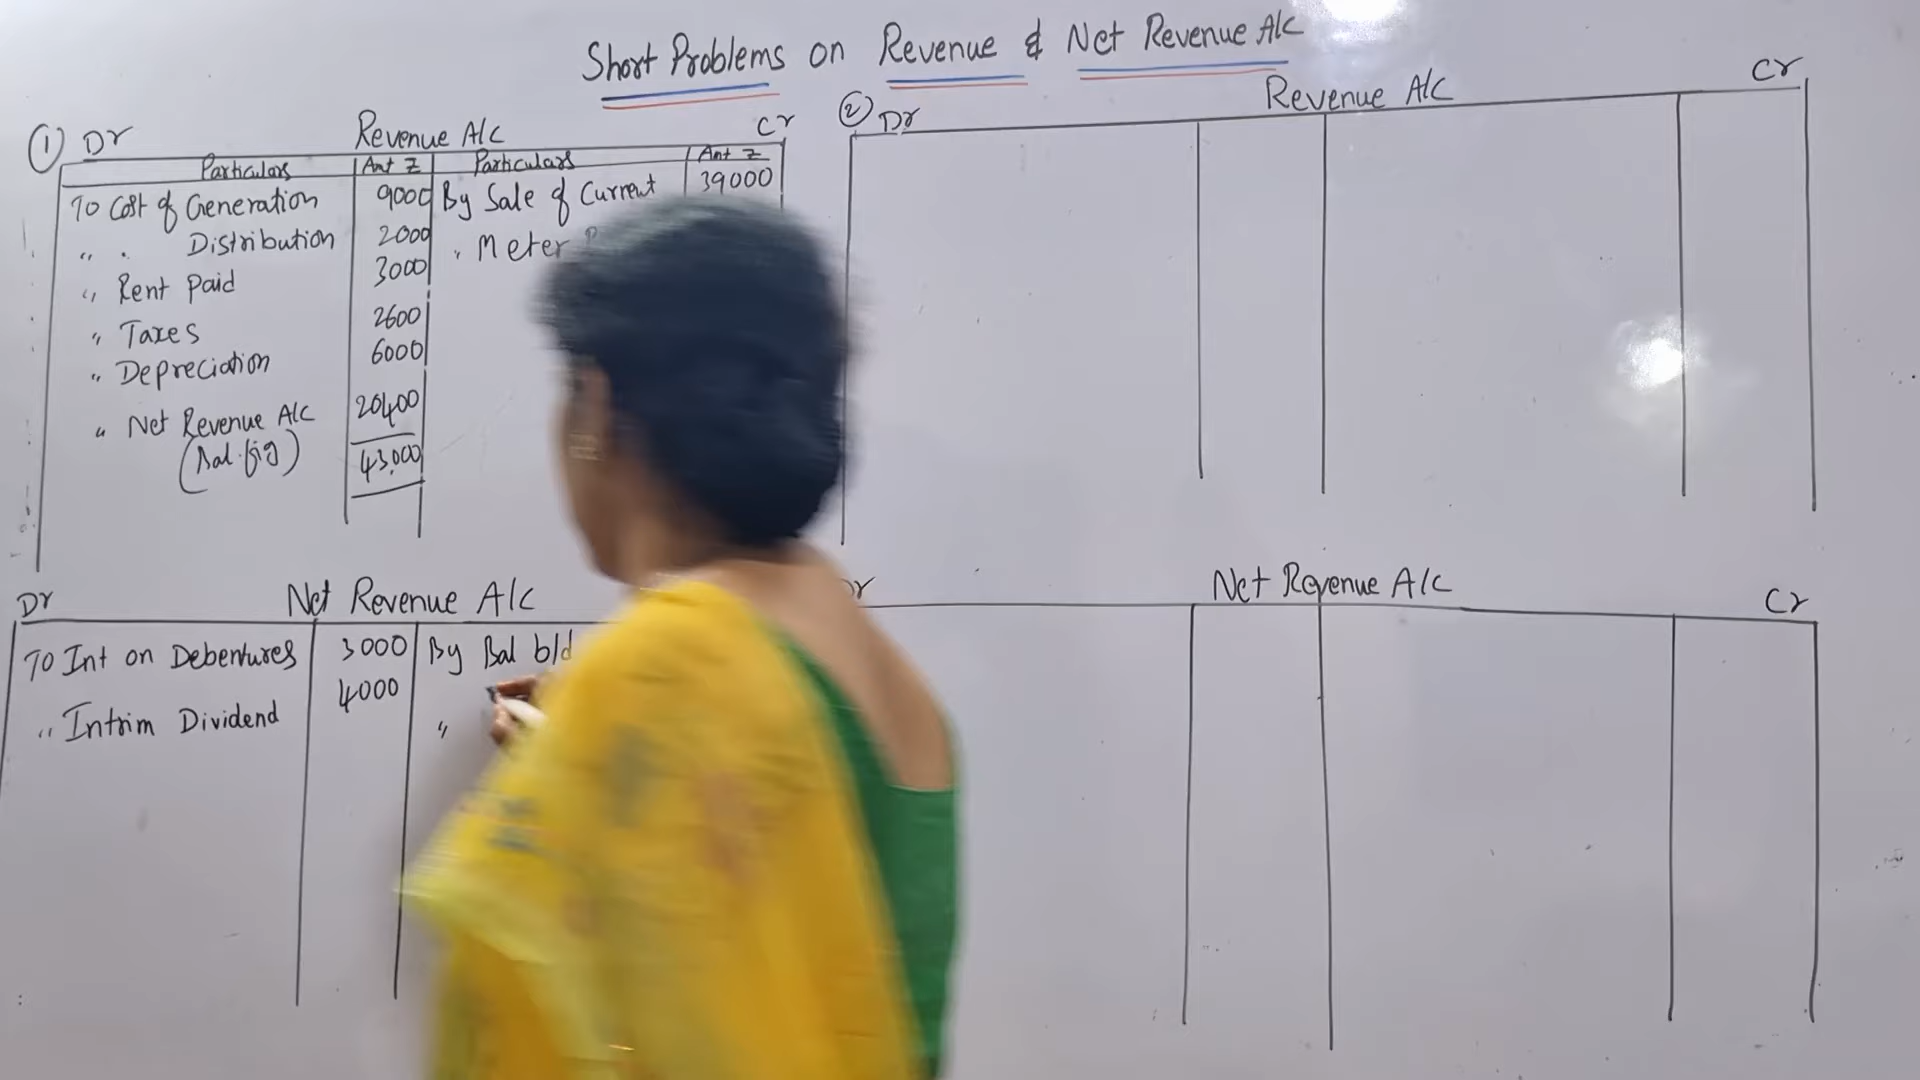 Short Problems on Revenue & Net Revenue A/c
① Dr Revenue A/c Cr
Particulars Amt ₹ Particulars Amt ₹
To Cost of Generation 9000 By Sale of Current 39000
" " Distribution 2000 " Meter
" Rent Paid 3000
" Taxes 2600
" Depreciation 6000
" Net Revenue A/c 20400
(Bal.fig) 43,000
Dr Net Revenue A/c
To Int on Debentures 3000 By Bal b/d
" Intrim Dividend 4000 "
② Dr Revenue A/c Cr
Net Revenue A/c Cr